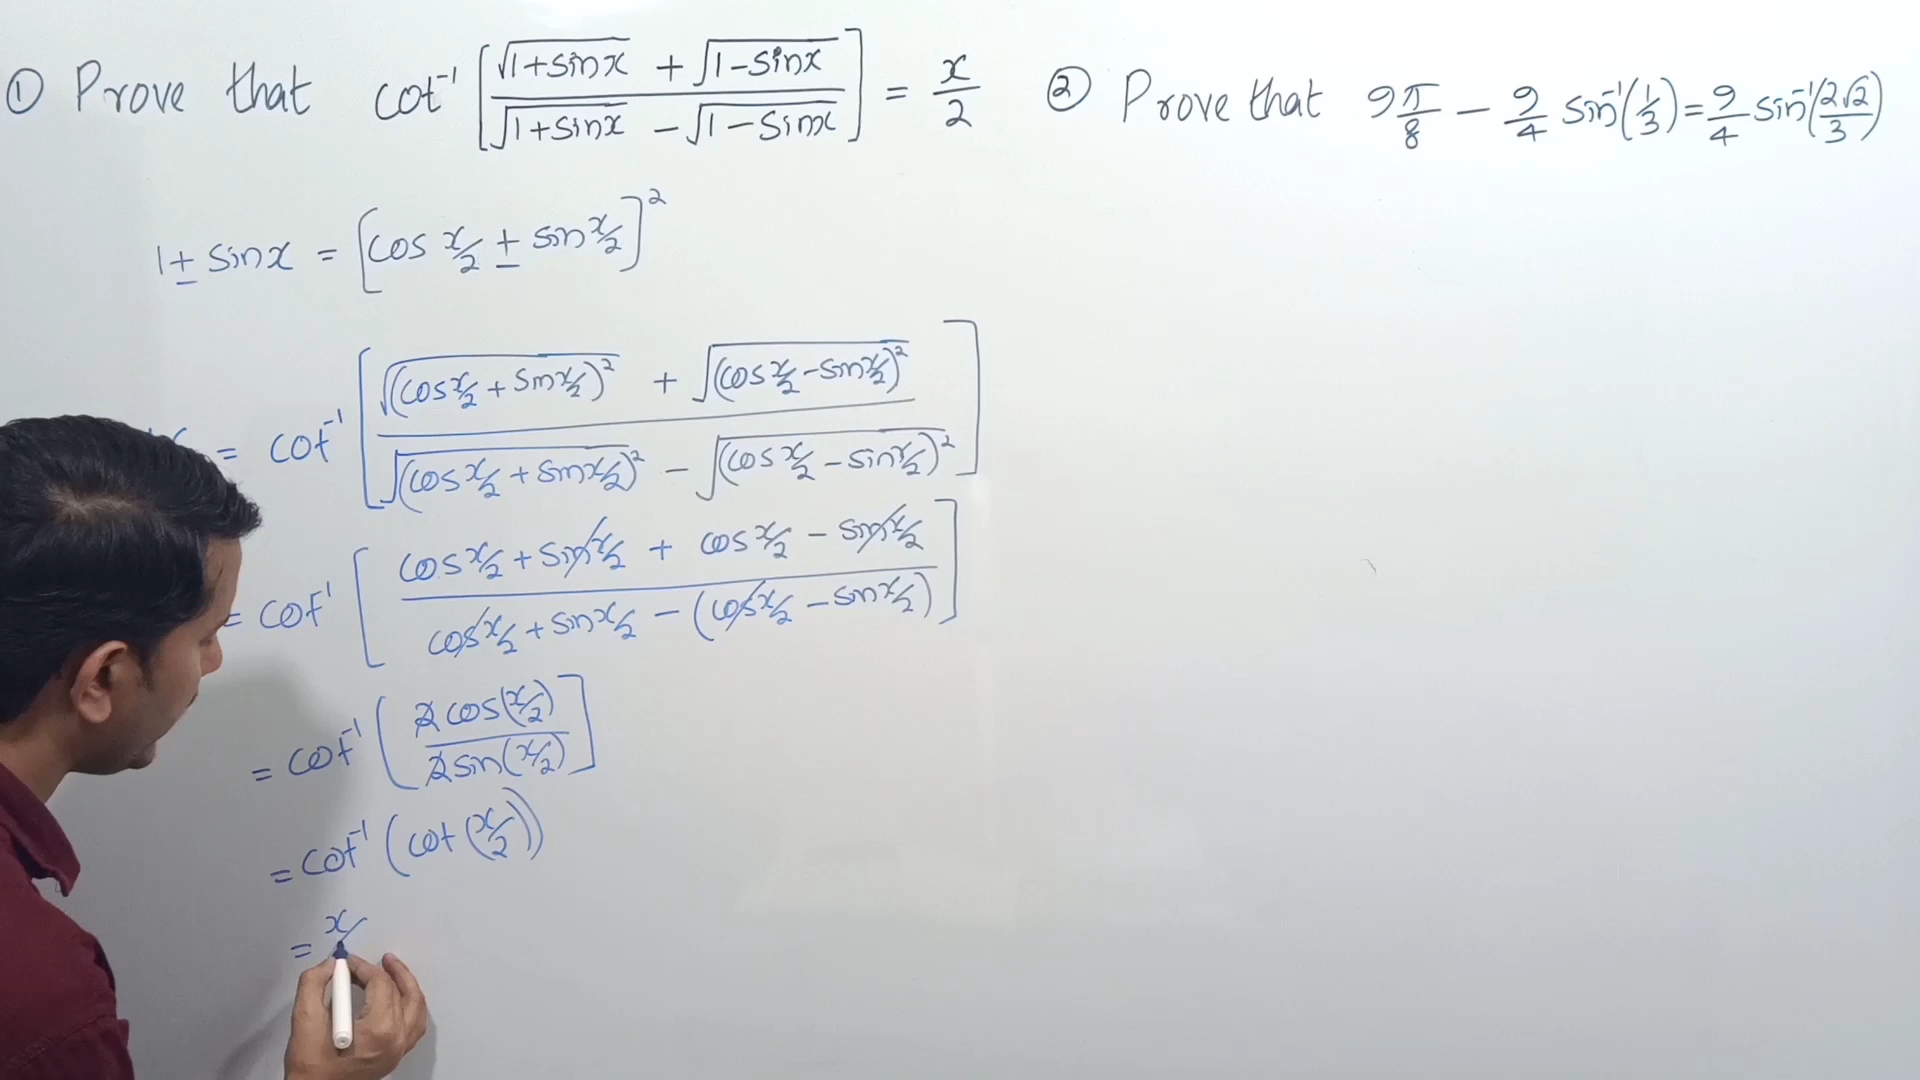 ① Prove that cot⁻¹ [ (√(1+sinx) + √(1-sinx)) / (√(1+sinx) - √(1-sinx)) ] = x/2
② Prove that 9π/8 - 9/4 sin⁻¹(1/3) = 9/4 sin⁻¹(2√2/3)
1 ± sinx = [cos x/2 ± sin x/2]²
= cot⁻¹ [ (√(cos x/2 + sin x/2)² + √(cos x/2 - sin x/2)²) / (√(cos x/2 + sin x/2)² - √(cos x/2 - sin x/2)²) ]
= cot⁻¹ [ (cos x/2 + sin x/2 + cos x/2 - sin x/2) / (cos x/2 + sin x/2 - (cos x/2 - sin x/2)) ]
= cot⁻¹ [ 2 cos(x/2) / 2 sin(x/2) ]
= cot⁻¹ (cot (x/2))
= x/